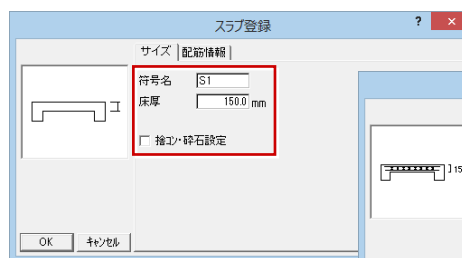 スラブ登録
? ×
サイズ 配筋情報
符号名 S1
床厚 150.0 mm
捨コン・砕石設定
15
OK キャンセル